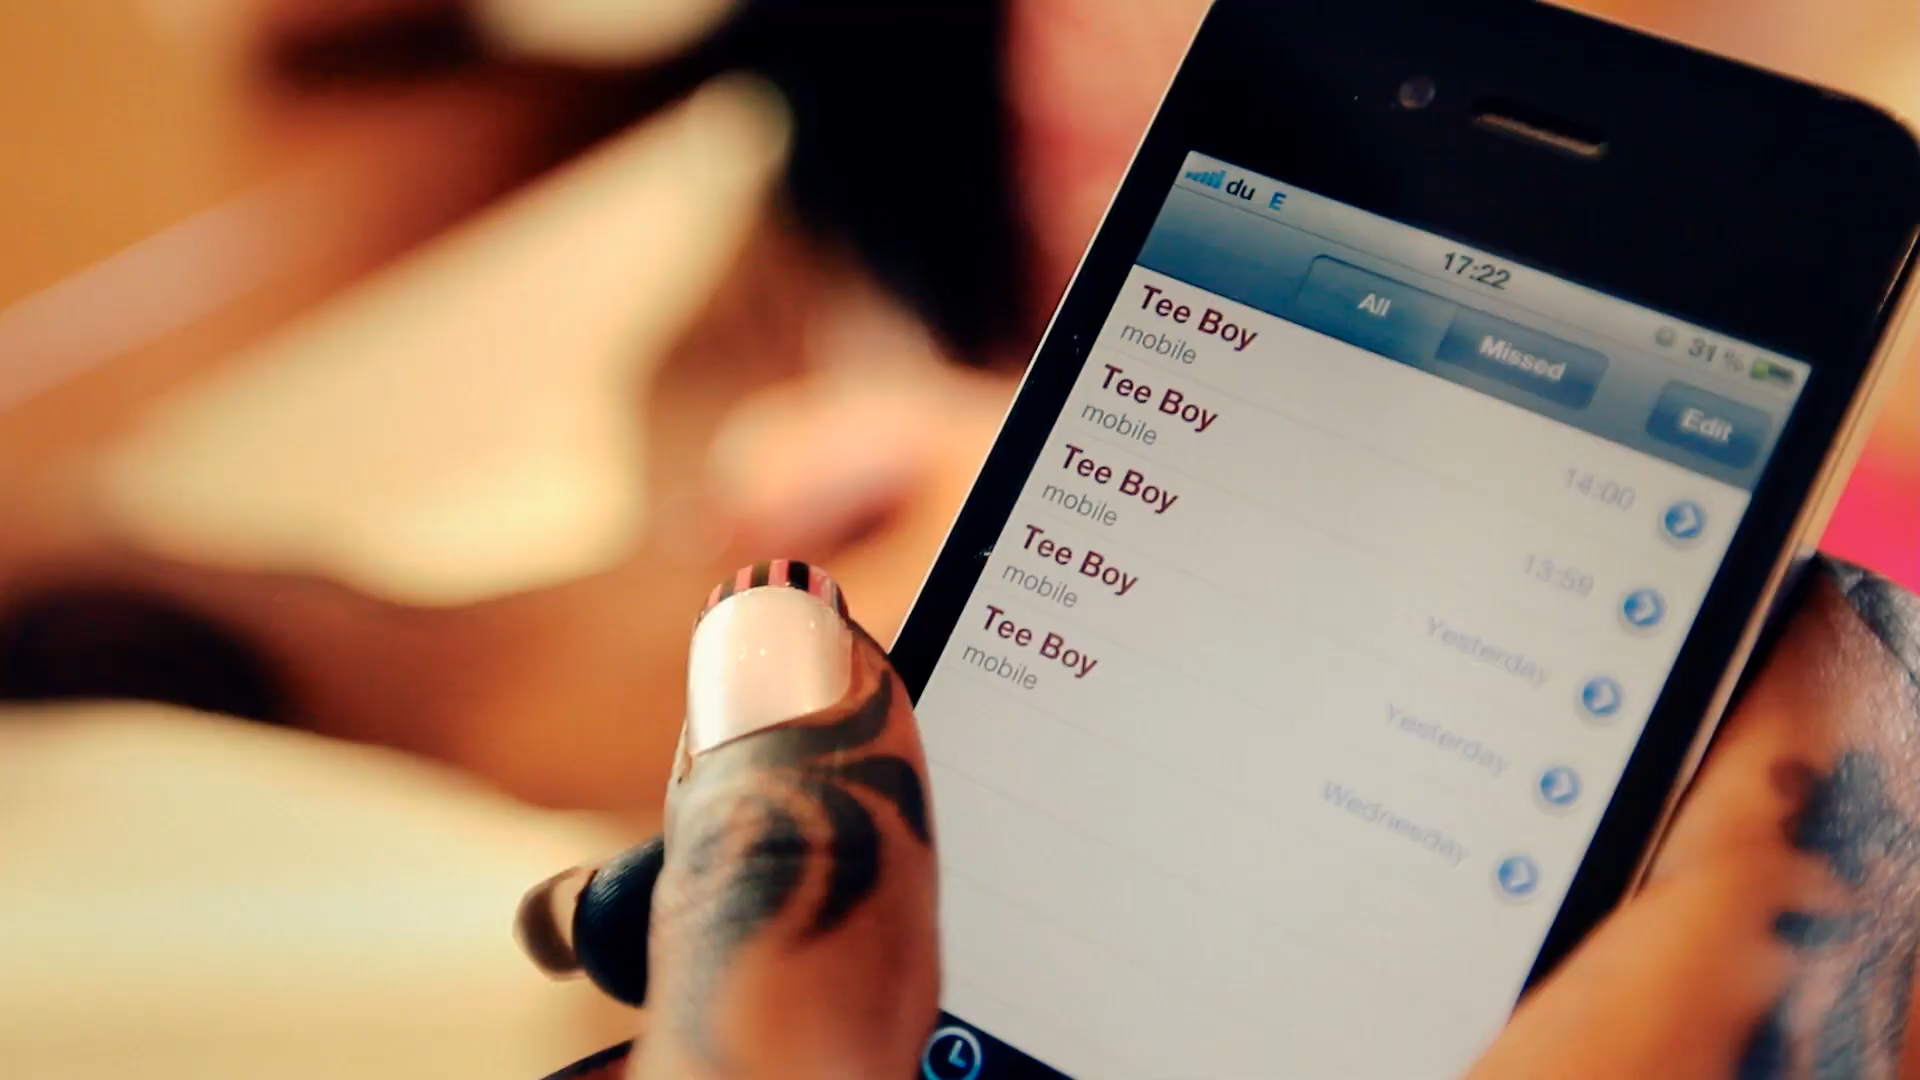 du E
17:22
31 %
All
Missed
Edit
Tee Boy
mobile
14:00
Tee Boy
mobile
13:59
Tee Boy
mobile
Yesterday
Tee Boy
mobile
Yesterday
Tee Boy
mobile
Wednesday